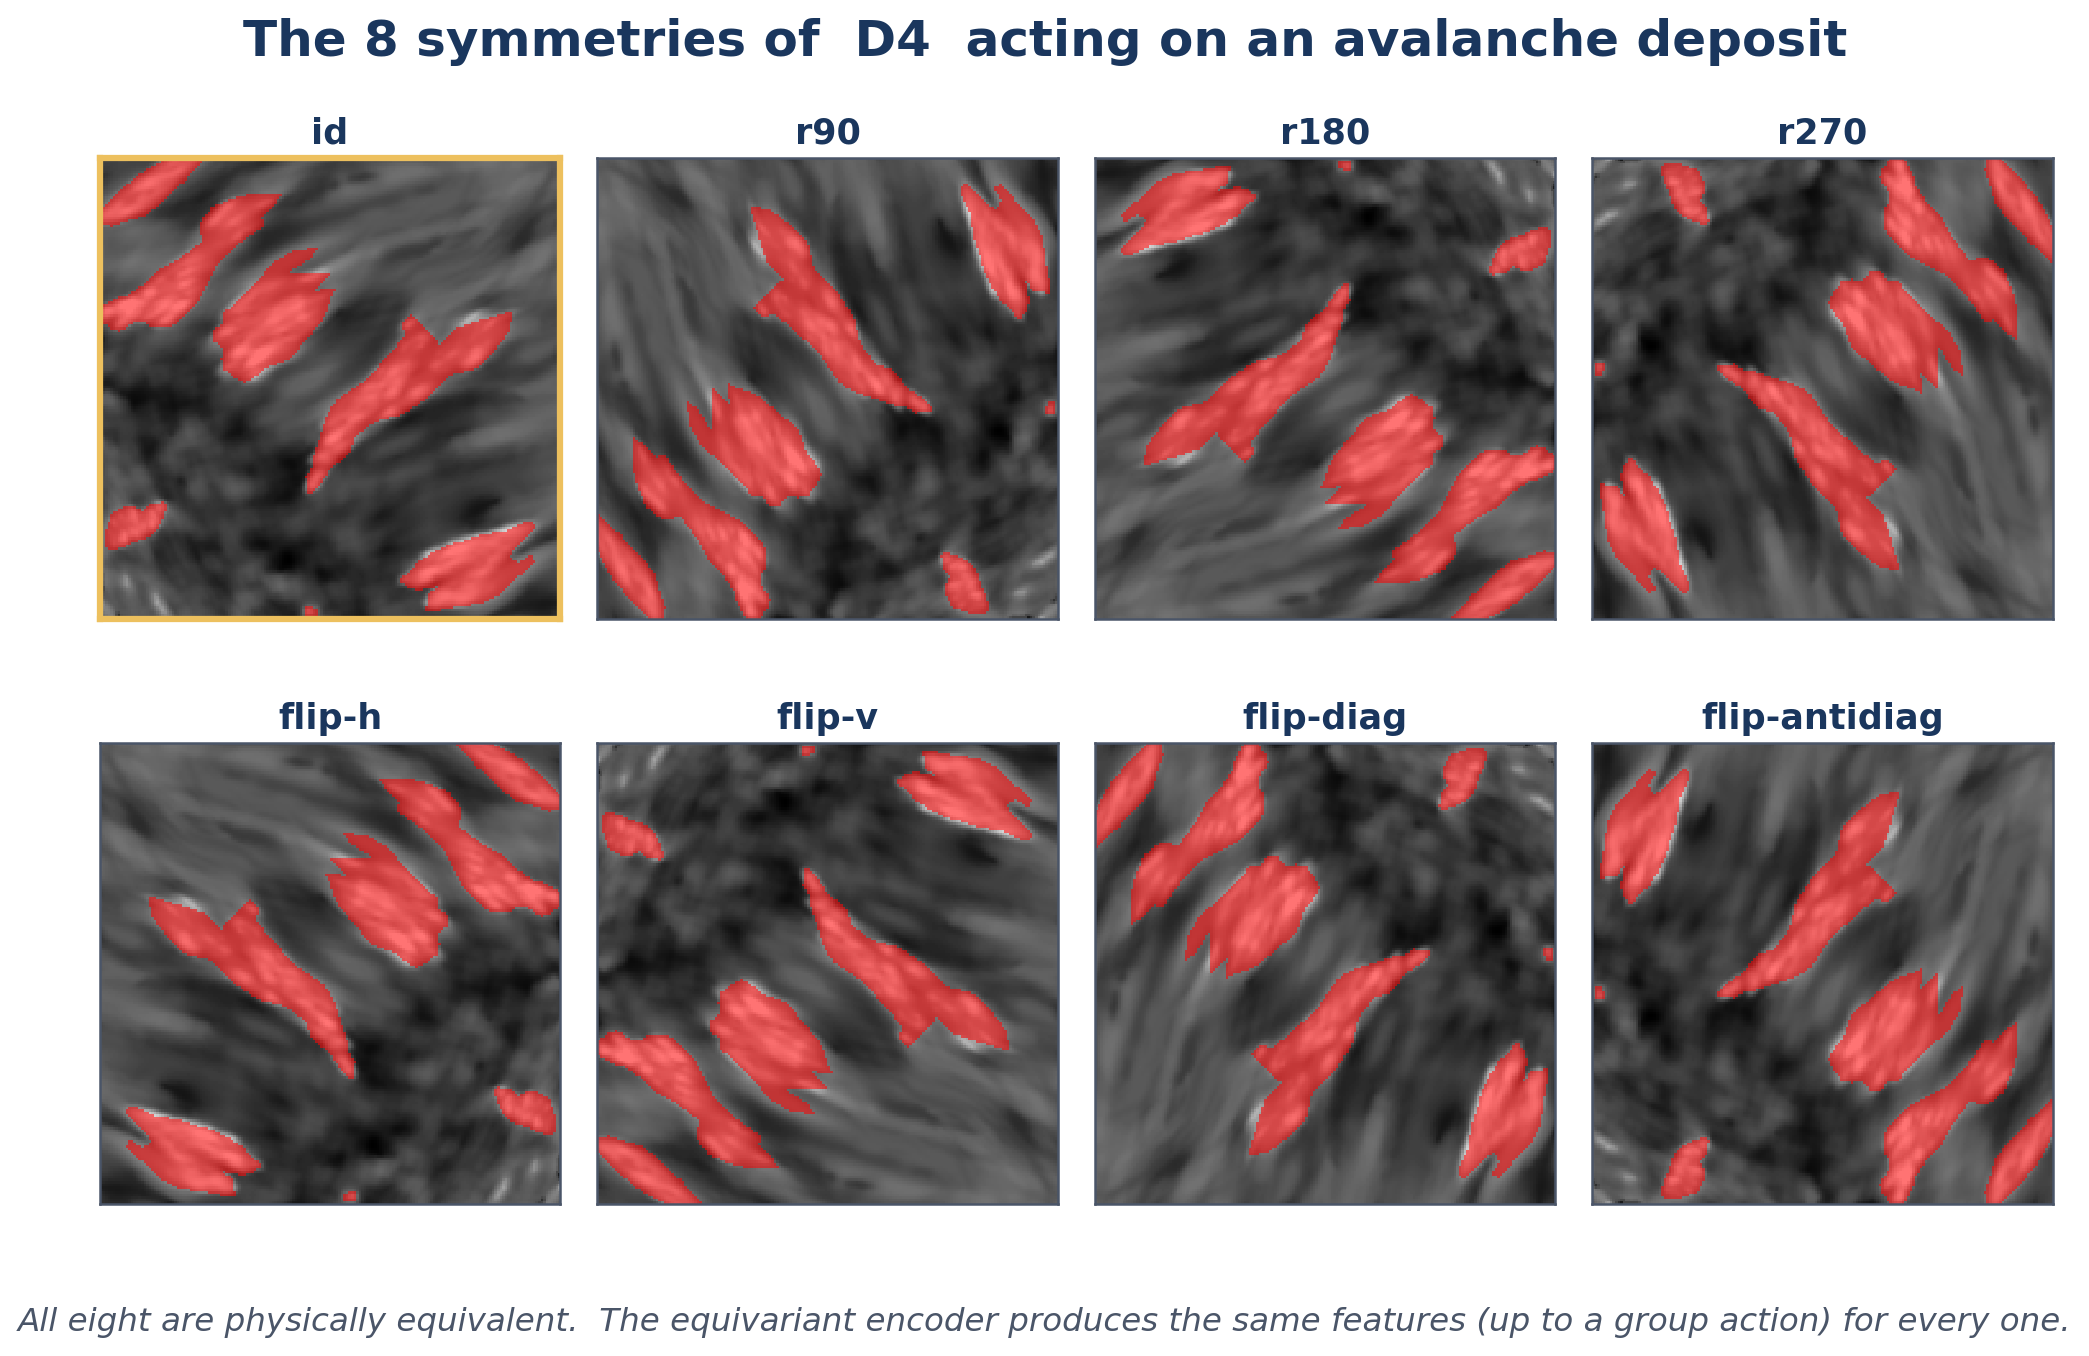 The 8 symmetries of  D4  acting on an avalanche deposit
id r90 r180 r270
flip-h flip-v flip-diag flip-antidiag
All eight are physically equivalent.  The equivariant encoder produces the same features (up to a group action) for every one.